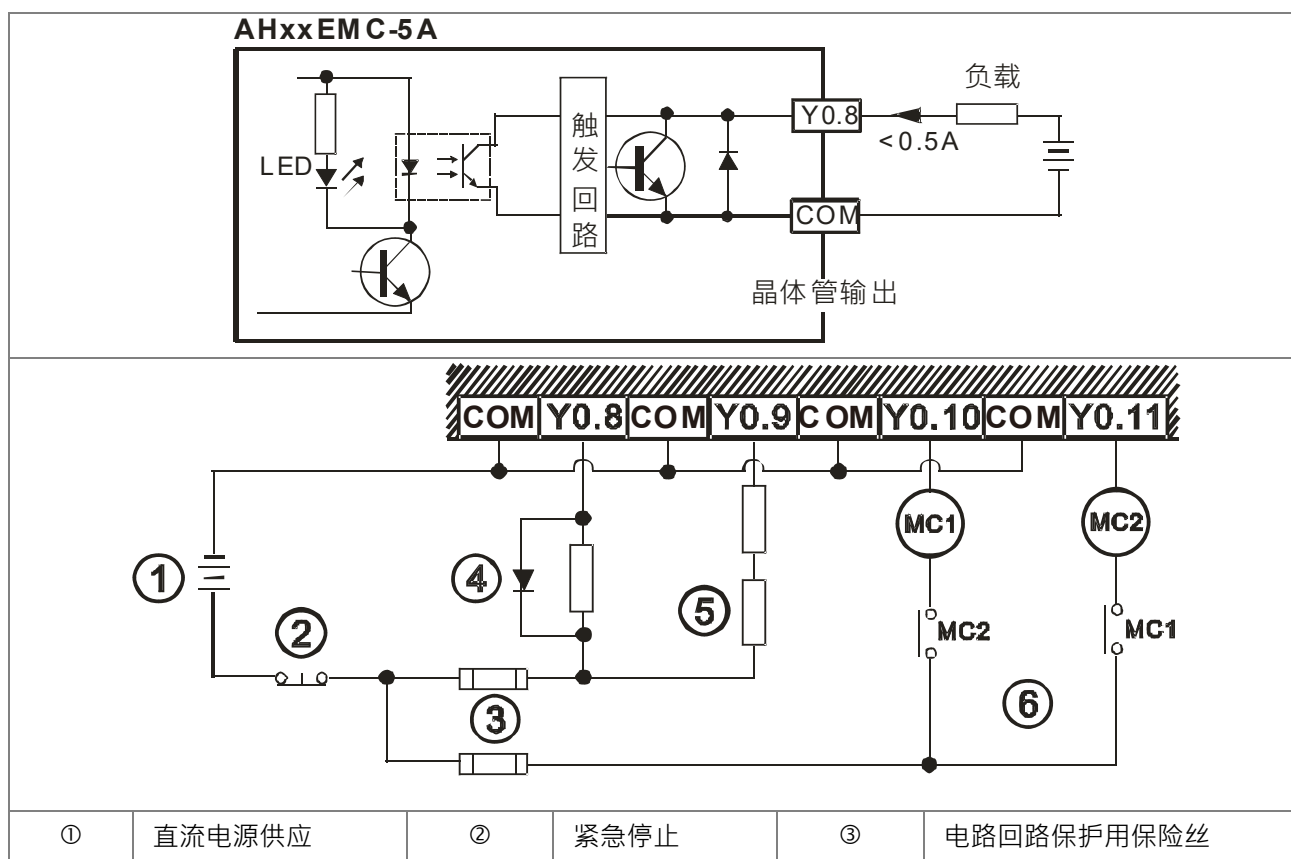 AHxxEMC-5A
负载
LED
触发回路
Y0.8
<0.5A
COM
晶体管输出
COM Y0.8 COM Y0.9 COM Y0.10 COM Y0.11
MC1 MC2
① ④ ⑤
② MC2 MC1
③ ⑥
① 直流电源供应 ② 紧急停止 ③ 电路回路保护用保险丝